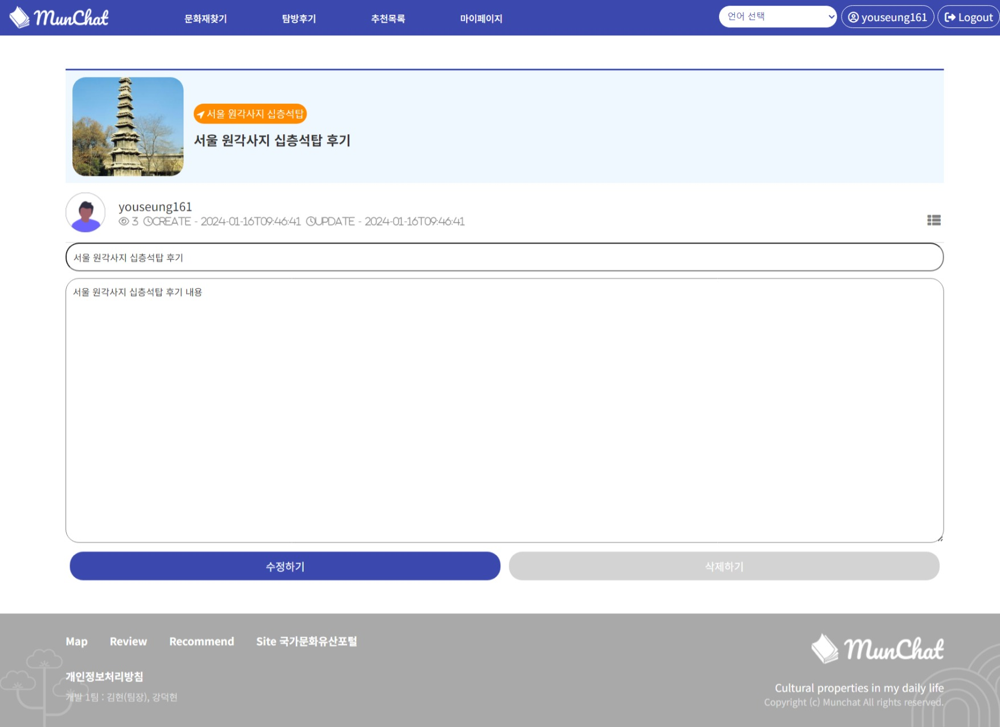 MunChat
문화재찾기 탐방후기 추천목록 마이페이지
언어 선택 youseung161 Logout
서울 원각사지 십층석탑
서울 원각사지 십층석탑 후기
youseung161
3 CREATE - 2024-01-16T09:46:41 UPDATE - 2024-01-16T09:46:41
서울 원각사지 십층석탑 후기
서울 원각사지 십층석탑 후기 내용
수정하기 삭제하기
Map Review Recommend Site 국가문화유산포털
개인정보처리방침
개발 1팀 : 김현(팀장), 강덕현
MunChat
Cultural properties in my daily life
Copyright (c) Munchat All rights reserved.